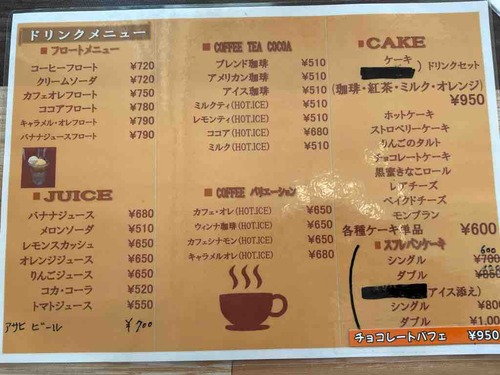 ドリンクメニュー
フロートメニュー
コーヒーフロート ¥720
クリームソーダ ¥720
カフェオレフロート ¥750
ココアフロート ¥780
キャラメル・オレフロート ¥790
バナナジュースフロート ¥790
JUICE
バナナジュース ¥680
メロンソーダ ¥510
レモンスカッシュ ¥650
オレンジジュース ¥650
りんごジュース ¥650
コカ・コーラ ¥520
トマトジュース ¥550
アサヒ ビール ¥700
COFFEE TEA COCOA
ブレンド珈琲 ¥510
アメリカン珈琲 ¥510
アイス珈琲 ¥510
ミルクティ(HOT.ICE) ¥510
レモンティ(HOT.ICE) ¥510
ココア(HOT.ICE) ¥680
ミルク(HOT.ICE) ¥510
COFFEE バリエーション
カフェ・オレ(HOT.ICE) ¥650
ウィンナ珈琲(HOT.ICE) ¥650
カフェシナモン(HOT.ICE) ¥650
キャラメルオレ(HOT.ICE) ¥680
CAKE
ケーキ
) ドリンクセット
(珈琲・紅茶・ミルク・オレンジ)
¥950
ホットケーキ
ストロベリーケーキ
りんごのタルト
チョコレートケーキ
黒蜜きなこロール
レアチーズ
ベイクドチーズ
モンブラン
各種ケーキ単品 ¥600
スフレパンケーキ
600
シングル ¥700
ダブル ¥850
アイス添え)
シングル ¥800
ダブル ¥1,00
チョコレートパフェ ¥950